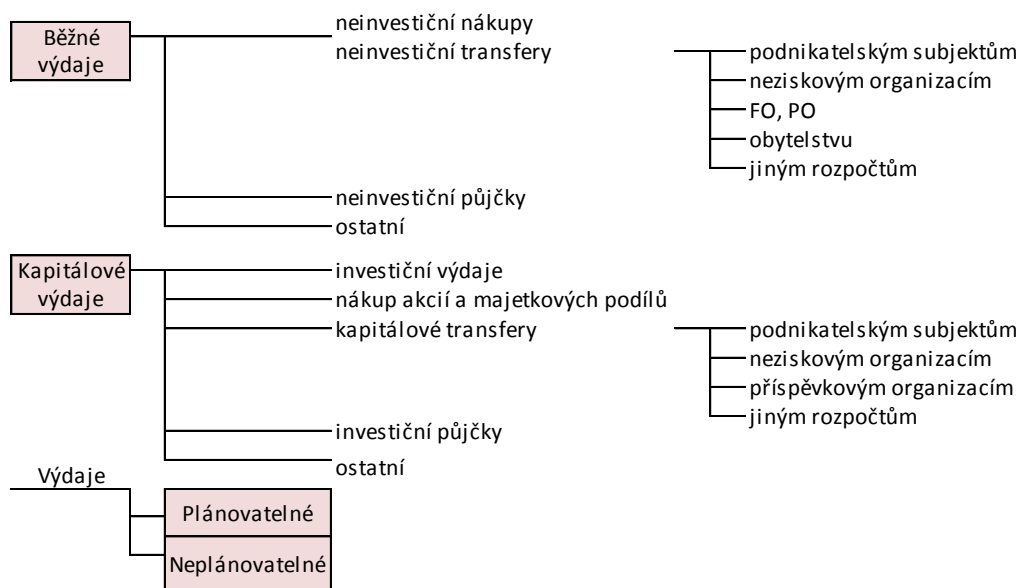 Běžné
výdaje
neinvestiční nákupy
neinvestiční transfery
podnikatelským subjektům
neziskovým organizacím
FO, PO
obytelstvu
jiným rozpočtům
neinvestiční půjčky
ostatní
Kapitálové
výdaje
investiční výdaje
nákup akcií a majetkových podílů
kapitálové transfery
podnikatelským subjektům
neziskovým organizacím
příspěvkovým organizacím
jiným rozpočtům
investiční půjčky
ostatní
Výdaje
Plánovatelné
Neplánovatelné